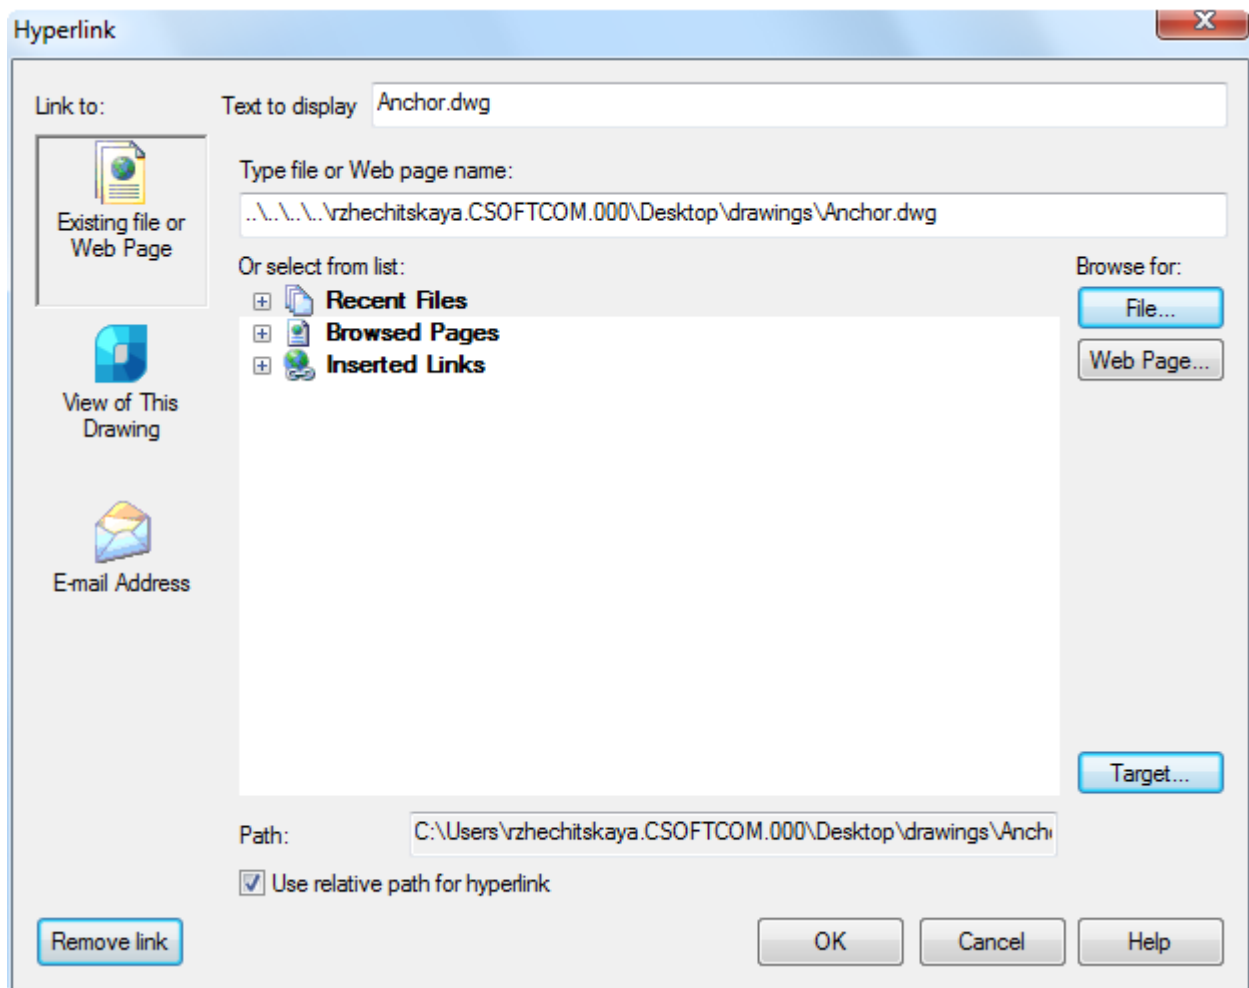 Hyperlink
Link to:
Text to display
Anchor.dwg
Existing file or
Web Page
Type file or Web page name:
..\..\..\..\rzhechitskaya.CSOFTCOM.000\Desktop\drawings\Anchor.dwg
Or select from list:
Recent Files
Browsed Pages
Inserted Links
Browse for:
File...
Web Page...
View of This
Drawing
E-mail Address
Target...
Path:
C:\Users\rzhechitskaya.CSOFTCOM.000\Desktop\drawings\Ancho
Use relative path for hyperlink
Remove link
OK
Cancel
Help